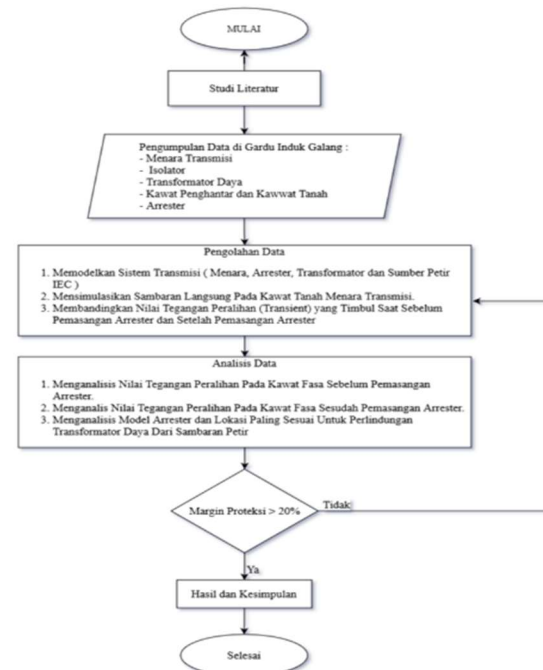 MULAI
Studi Literatur
Pengumpulan Data di Gardu Induk Galang :
- Menara Transmisi
- Isolator
- Transformator Daya
- Kawat Penghantar dan Kawwat Tanah
- Arrester
Pengolahan Data
1. Memodelkan Sistem Transmisi ( Menara, Arrester, Transformator dan Sumber Petir
IEC )
2. Mensimulasikan Sambaran Langsung Pada Kawat Tanah Menara Transmisi.
3. Membandingkan Nilai Tegangan Peralihan (Transient) yang Timbul Saat Sebelum
Pemasangan Arrester dan Setelah Pemasangan Arrester
Analisis Data
1. Menganalisis Nilai Tegangan Peralihan Pada Kawat Fasa Sebelum Pemasangan
Arrester.
2. Menganalis Nilai Tegangan Peralihan Pada Kawat Fasa Sesudah Pemasangan Arrester.
3. Menganalisis Model Arrester dan Lokasi Paling Sesuai Untuk Perlindungan
Transformator Daya Dari Sambaran Petir
Margin Proteksi > 20%
Tidak
Ya
Hasil dan Kesimpulan
Selesai